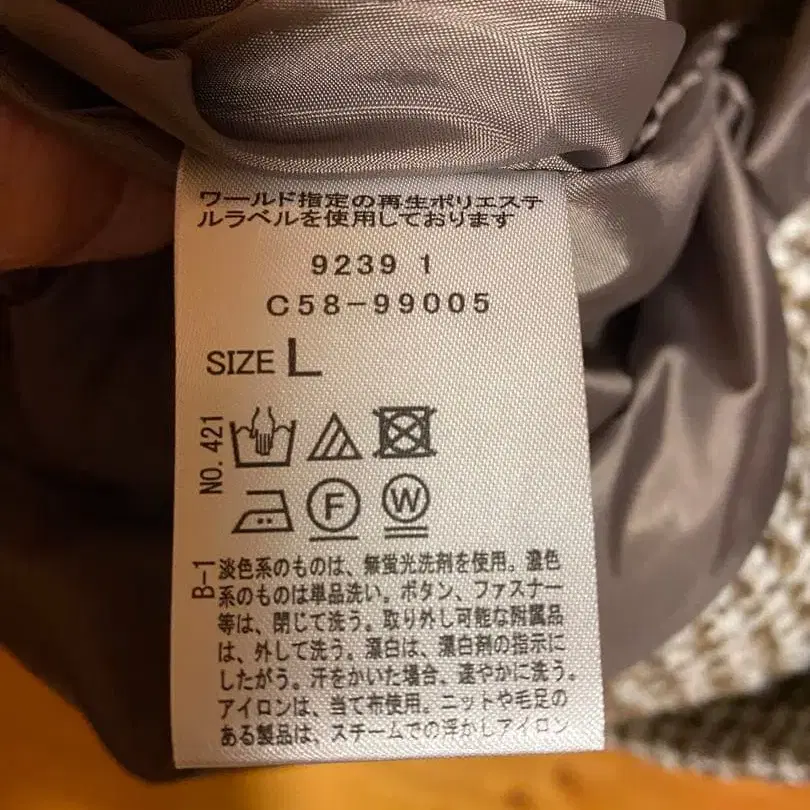 ワールド指定の再生ポリエステ
ルラベルを使用しております
9239 1
C58-99005
SIZE L
NO. 421
F
W
B-1
淡色系のものは、無蛍光洗剤を使用。濃色
系のものは単品洗い。ボタン、ファスナー
等は、閉じて洗う。取り外し可能な附属品
は、外して洗う。漂白は、漂白剤の指示に
したがう。汗をかいた場合、速やかに洗う。
アイロンは、当て布使用。ニットや毛足の
ある製品は、スチームでの浮かしアイロン